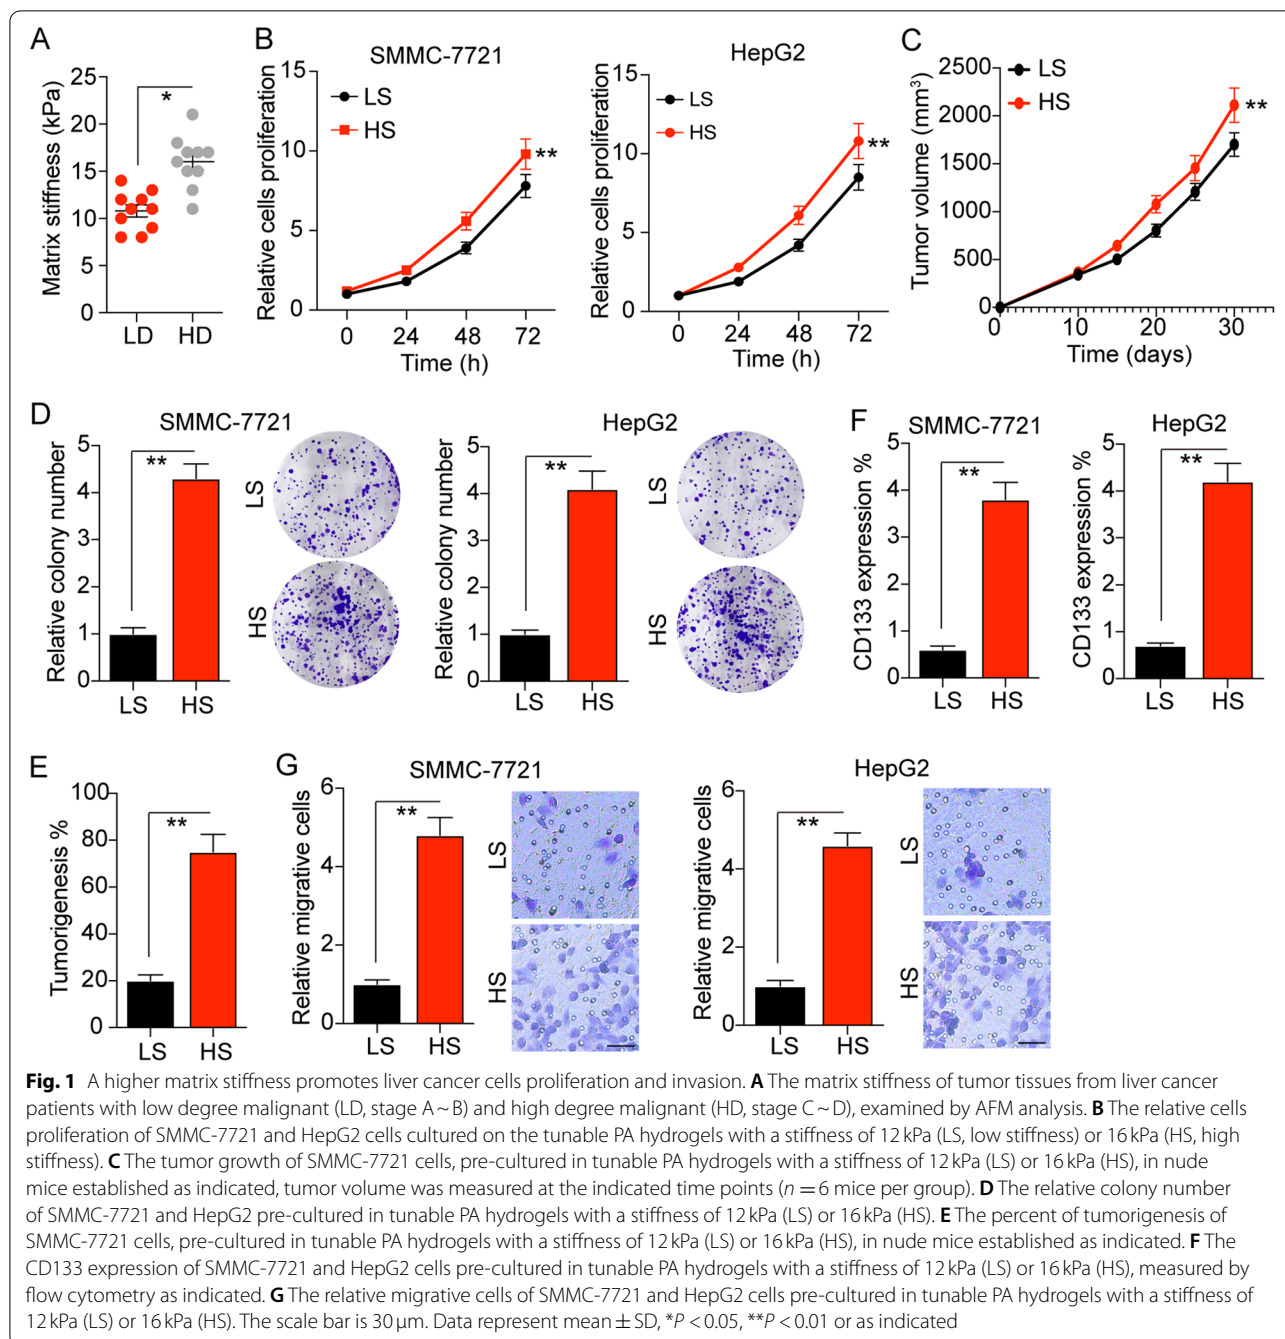 A
Matrix stiffness (kPa)
25
20
15
10
5
0
*
LD
HD
B
SMMC-7721
Relative cells proliferation
15
10
5
0
LS
HS
**
0
24
48
72
Time (h)
HepG2
Relative cells proliferation
15
10
5
0
LS
HS
**
0
24
48
72
Time (h)
C
Tumor volume (mm³)
2500
2000
1500
1000
500
0
LS
HS
**
0
10
20
30
Time (days)
D
SMMC-7721
Relative colony number
5
4
3
2
1
0
**
LS
HS
LS
HS
HepG2
Relative colony number
5
4
3
2
1
0
**
LS
HS
LS
HS
F
SMMC-7721
CD133 expression %
5
4
3
2
1
0
**
LS
HS
HepG2
CD133 expression %
5
4
3
2
1
0
**
LS
HS
E
Tumorigenesis %
100
80
60
40
20
0
**
LS
HS
G
SMMC-7721
Relative migrative cells
6
4
2
0
**
LS
HS
LS
HS
HepG2
Relative migrative cells
6
4
2
0
**
LS
HS
LS
HS
Fig. 1 A higher matrix stiffness promotes liver cancer cells proliferation and invasion. A The matrix stiffness of tumor tissues from liver cancer
patients with low degree malignant (LD, stage A ~ B) and high degree malignant (HD, stage C ~ D), examined by AFM analysis. B The relative cells
proliferation of SMMC-7721 and HepG2 cells cultured on the tunable PA hydrogels with a stiffness of 12 kPa (LS, low stiffness) or 16 kPa (HS, high
stiffness). C The tumor growth of SMMC-7721 cells, pre-cultured in tunable PA hydrogels with a stiffness of 12 kPa (LS) or 16 kPa (HS), in nude
mice established as indicated, tumor volume was measured at the indicated time points (n = 6 mice per group). D The relative colony number
of SMMC-7721 and HepG2 pre-cultured in tunable PA hydrogels with a stiffness of 12 kPa (LS) or 16 kPa (HS). E The percent of tumorigenesis of
SMMC-7721 cells, pre-cultured in tunable PA hydrogels with a stiffness of 12 kPa (LS) or 16 kPa (HS), in nude mice established as indicated. F The
CD133 expression of SMMC-7721 and HepG2 cells pre-cultured in tunable PA hydrogels with a stiffness of 12 kPa (LS) or 16 kPa (HS), measured by
flow cytometry as indicated. G The relative migrative cells of SMMC-7721 and HepG2 cells pre-cultured in tunable PA hydrogels with a stiffness of
12 kPa (LS) or 16 kPa (HS). The scale bar is 30 μm. Data represent mean ± SD, *P < 0.05, **P < 0.01 or as indicated